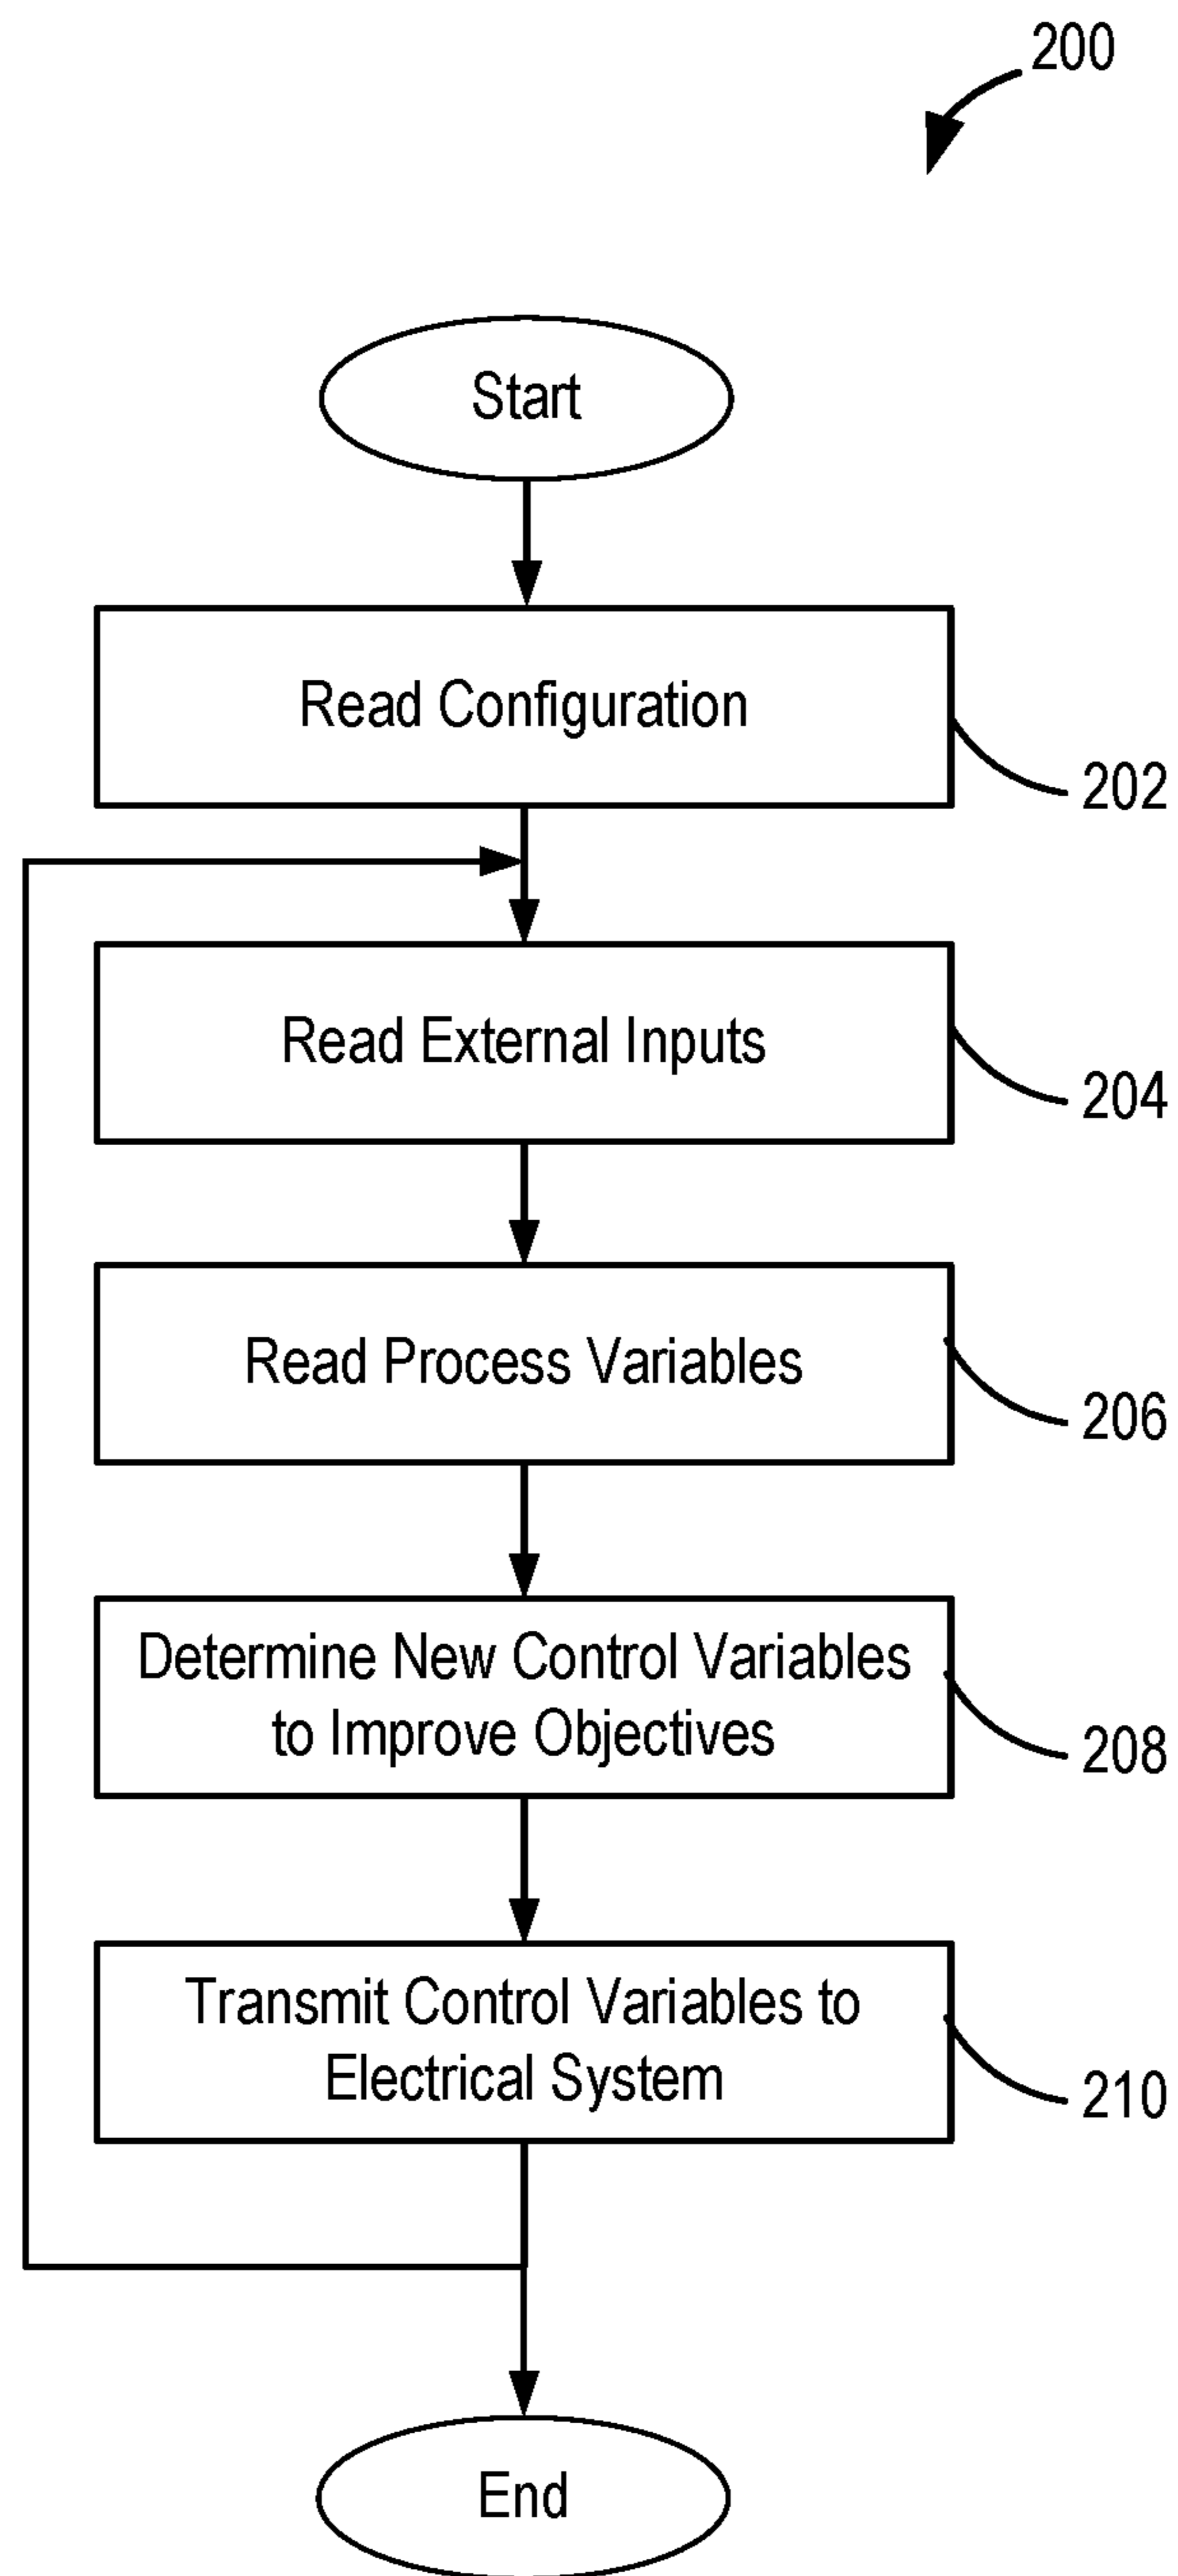 200
Start
Read Configuration
202
Read External Inputs
204
Read Process Variables
206
Determine New Control Variables
to Improve Objectives
208
Transmit Control Variables to
Electrical System
210
End